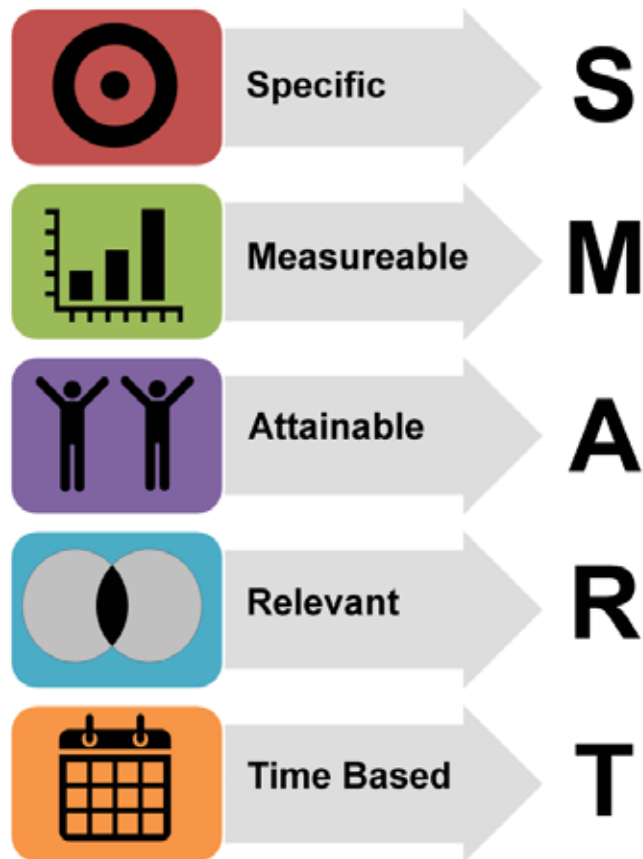 Specific S
Measureable M
Attainable A
Relevant R
Time Based T